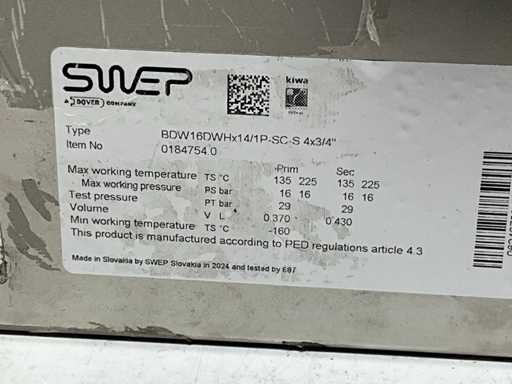 SWEP
A DOVER COMPANY
kiwa
Type BDW16DWHx14/1P-SC-S 4x3/4"
Item No 0184754.0
Prim Sec
Max working temperature TS °C 135 225 135 225
Max working pressure PS bar 16 16 16 16
Test pressure PT bar 29 29
Volume V L 0.370 0.430
Min working temperature TS °C -160
This product is manufactured according to PED regulations article 4.3
Made in Slovakia by SWEP Slovakia in 2024 and tested by 687